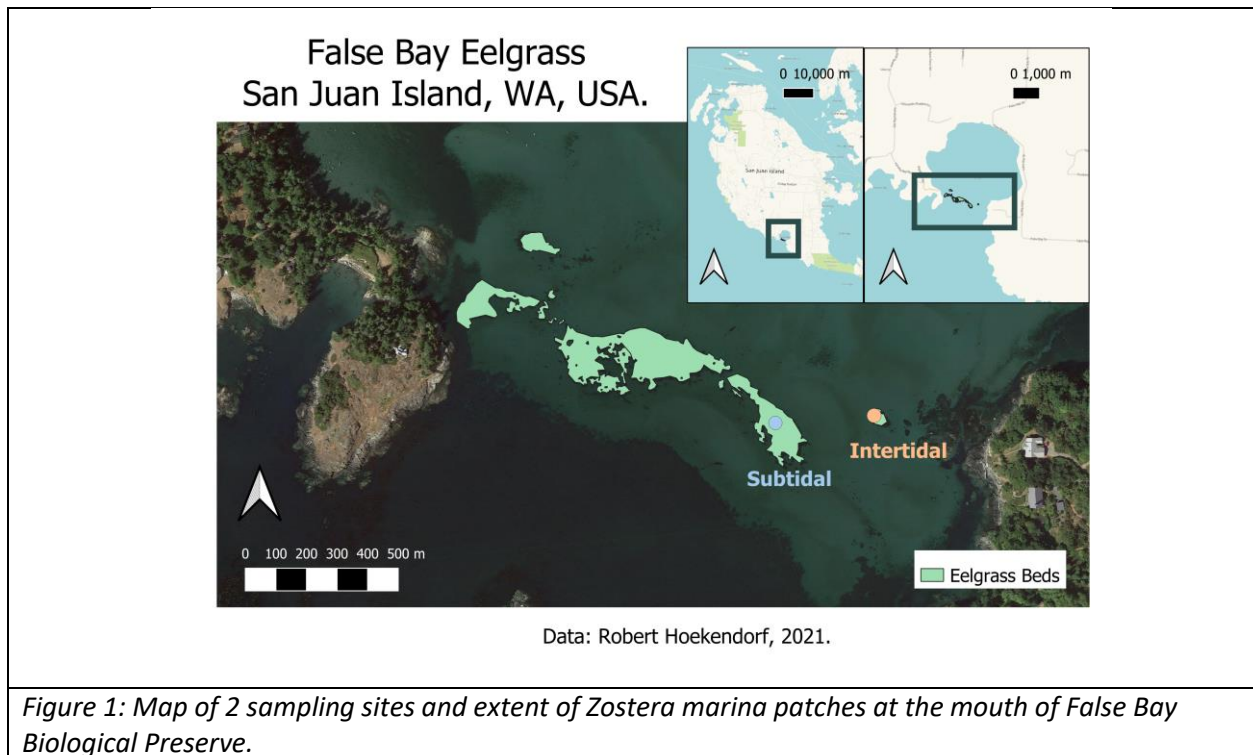 False Bay Eelgrass
San Juan Island, WA, USA.
0 10,000 m
San Juan Island
0 1,000 m
Intertidal
Subtidal
0 100 200 300 400 500 m
Eelgrass Beds
Data: Robert Hoekendorf, 2021.
Figure 1: Map of 2 sampling sites and extent of Zostera marina patches at the mouth of False Bay
Biological Preserve.